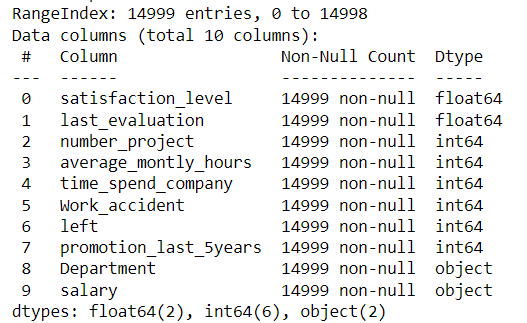 RangeIndex: 14999 entries, 0 to 14998
Data columns (total 10 columns):
 #   Column                 Non-Null Count  Dtype
---  ------                 --------------  -----
 0   satisfaction_level     14999 non-null  float64
 1   last_evaluation        14999 non-null  float64
 2   number_project         14999 non-null  int64
 3   average_montly_hours   14999 non-null  int64
 4   time_spend_company     14999 non-null  int64
 5   Work_accident          14999 non-null  int64
 6   left                   14999 non-null  int64
 7   promotion_last_5years  14999 non-null  int64
 8   Department             14999 non-null  object
 9   salary                 14999 non-null  object
dtypes: float64(2), int64(6), object(2)